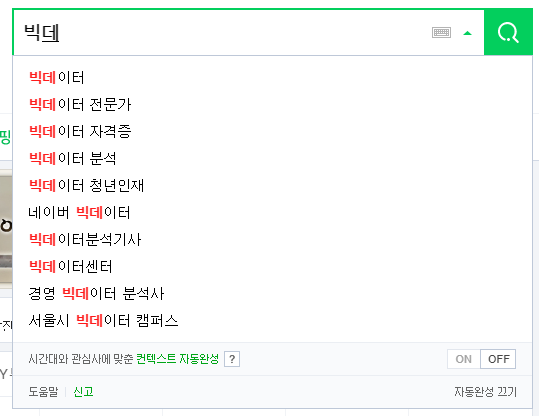 빅데
빅데이터
빅데이터 전문가
빅데이터 자격증
빅데이터 분석
빅데이터 청년인재
네이버 빅데이터
빅데이터분석기사
빅데이터센터
경영 빅데이터 분석사
서울시 빅데이터 캠퍼스
시간대와 관심사에 맞춘 컨텍스트 자동완성 ? ON OFF
도움말 신고 자동완성 끄기